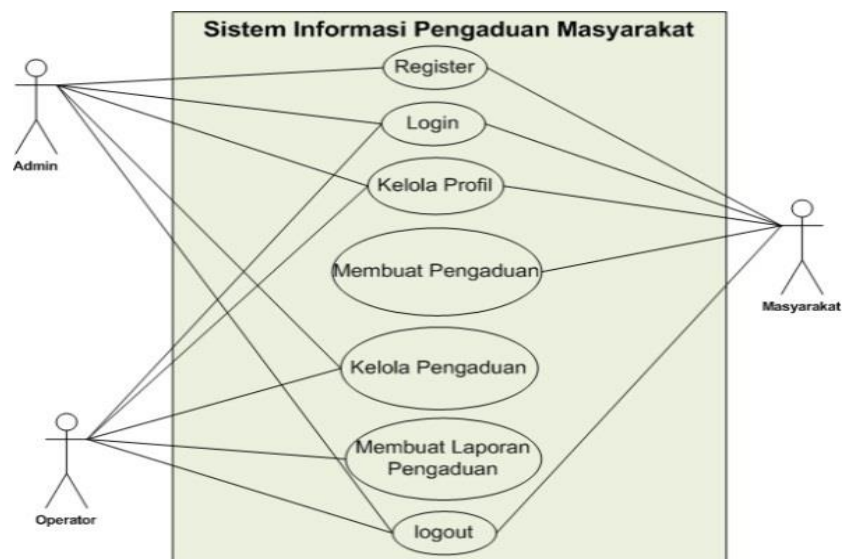 Sistem Informasi Pengaduan Masyarakat
Register
Login
Admin
Kelola Profil
Membuat Pengaduan
Masyarakat
Kelola Pengaduan
Membuat Laporan
Pengaduan
Operator
logout